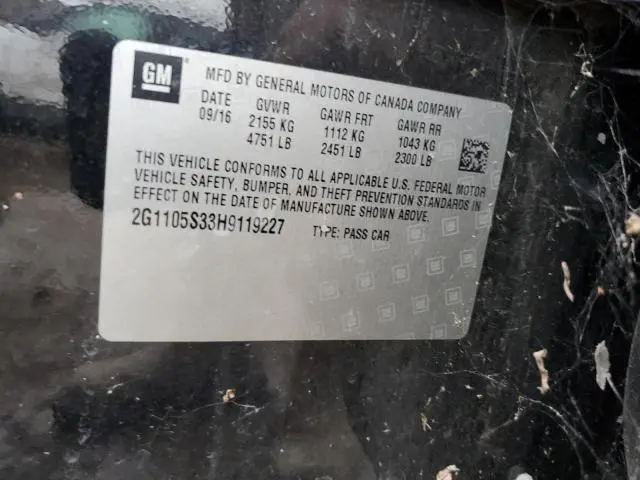 GM
MFD BY GENERAL MOTORS OF CANADA COMPANY
DATE GVWR GAWR FRT GAWR RR
09/16 2155 KG 1112 KG 1043 KG
4751 LB 2451 LB 2300 LB
THIS VEHICLE CONFORMS TO ALL APPLICABLE U.S. FEDERAL MOTOR
VEHICLE SAFETY, BUMPER, AND THEFT PREVENTION STANDARDS IN
EFFECT ON THE DATE OF MANUFACTURE SHOWN ABOVE.
2G1105S33H9119227 TYPE: PASS CAR